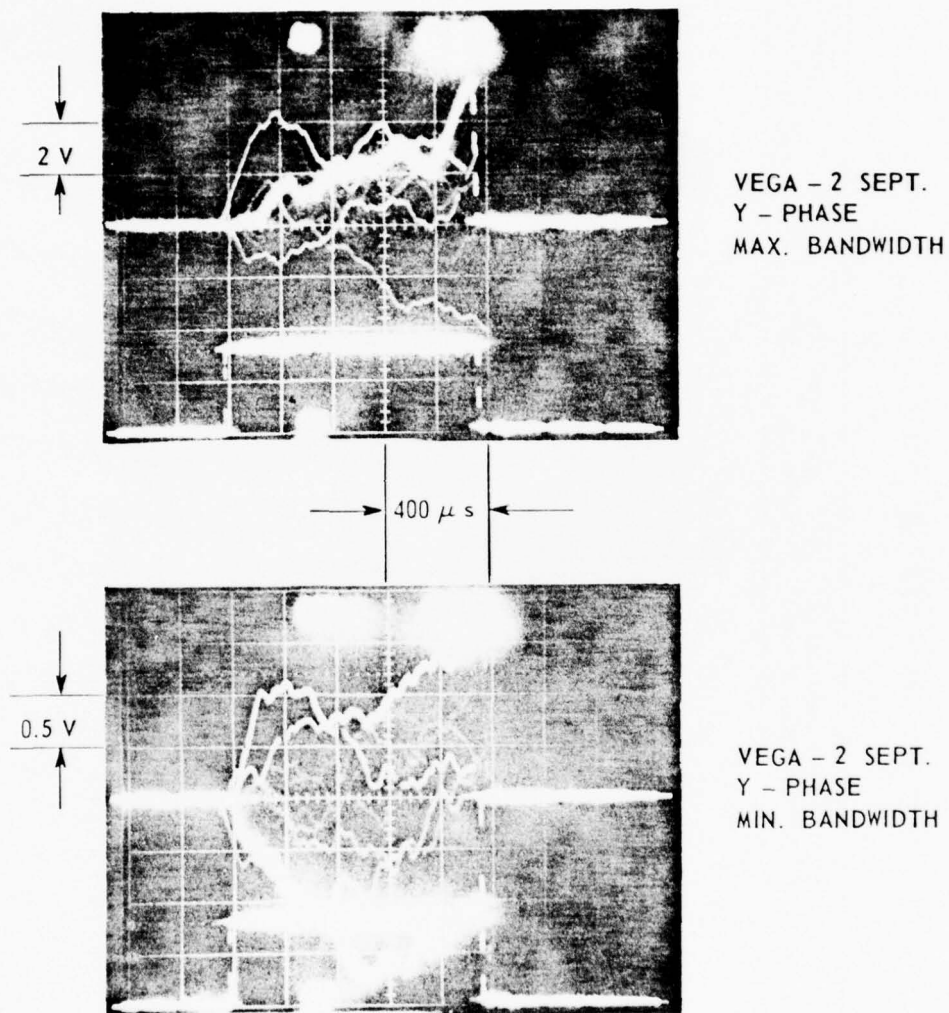 2 V
VEGA – 2 SEPT.
Y – PHASE
MAX. BANDWIDTH
400 μ s
0.5 V
VEGA – 2 SEPT.
Y – PHASE
MIN. BANDWIDTH